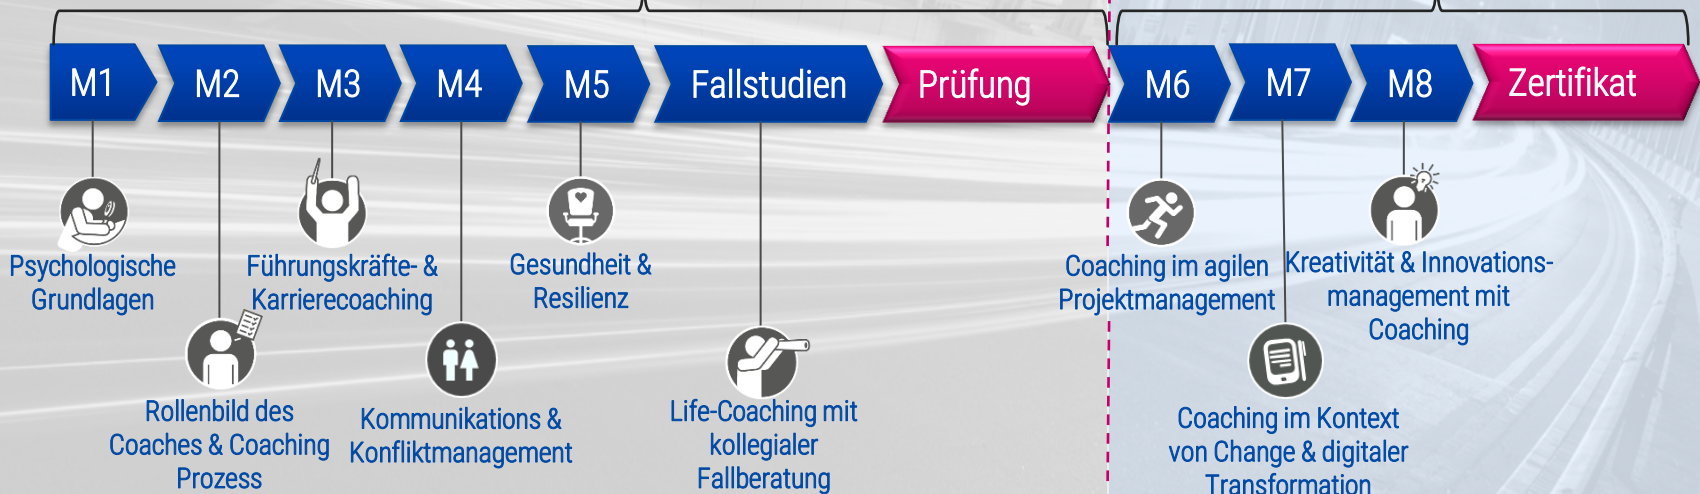 M1
M2
M3
M4
M5
Fallstudien
Prüfung
M6
M7
M8
Zertifikat
Psychologische
Grundlagen
Rollenbild des
Coaches & Coaching
Prozess
Führungskräfte- &
Karrierecoaching
Kommunikations &
Konfliktmanagement
Gesundheit &
Resilienz
Life-Coaching mit
kollegialer
Fallberatung
Coaching im agilen
Projektmanagement
Coaching im Kontext
von Change & digitaler
Transformation
Kreativität & Innovations-
management mit
Coaching